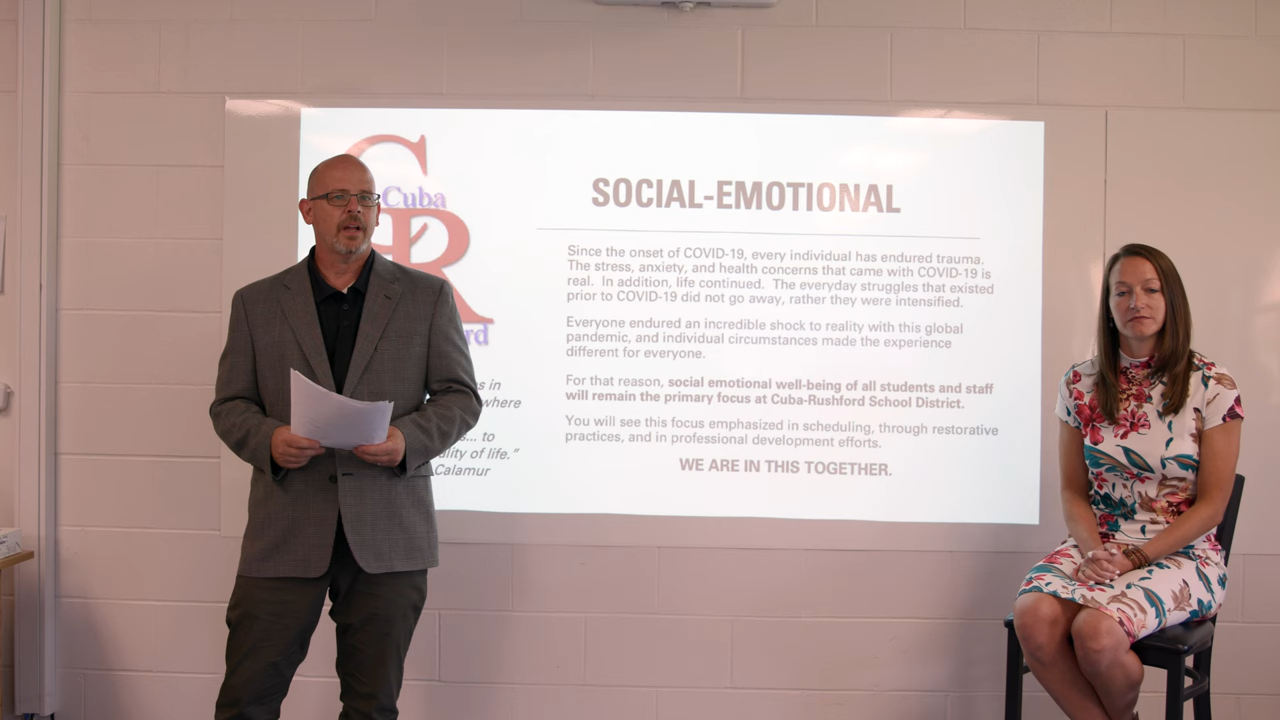 Cuba
CR
rd
SOCIAL-EMOTIONAL
Since the onset of COVID-19, every individual has endured trauma.
The stress, anxiety, and health concerns that came with COVID-19 is
real. In addition, life continued. The everyday struggles that existed
prior to COVID-19 did not go away, rather they were intensified.
Everyone endured an incredible shock to reality with this global
pandemic, and individual circumstances made the experience
different for everyone.
For that reason, social emotional well-being of all students and staff
will remain the primary focus at Cuba-Rushford School District.
You will see this focus emphasized in scheduling, through restorative
practices, and in professional development efforts.
WE ARE IN THIS TOGETHER.
in
where
... to
of life.”
Calamur